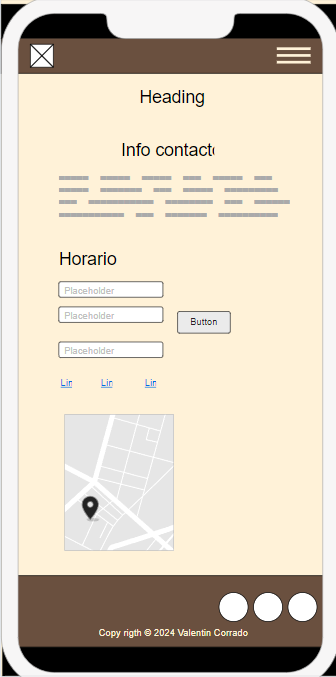 Heading
Info contacto
Horario
Placeholder
Placeholder
Button
Placeholder
Lin Lin Lin
Copy rigth © 2024 Valentin Corrado